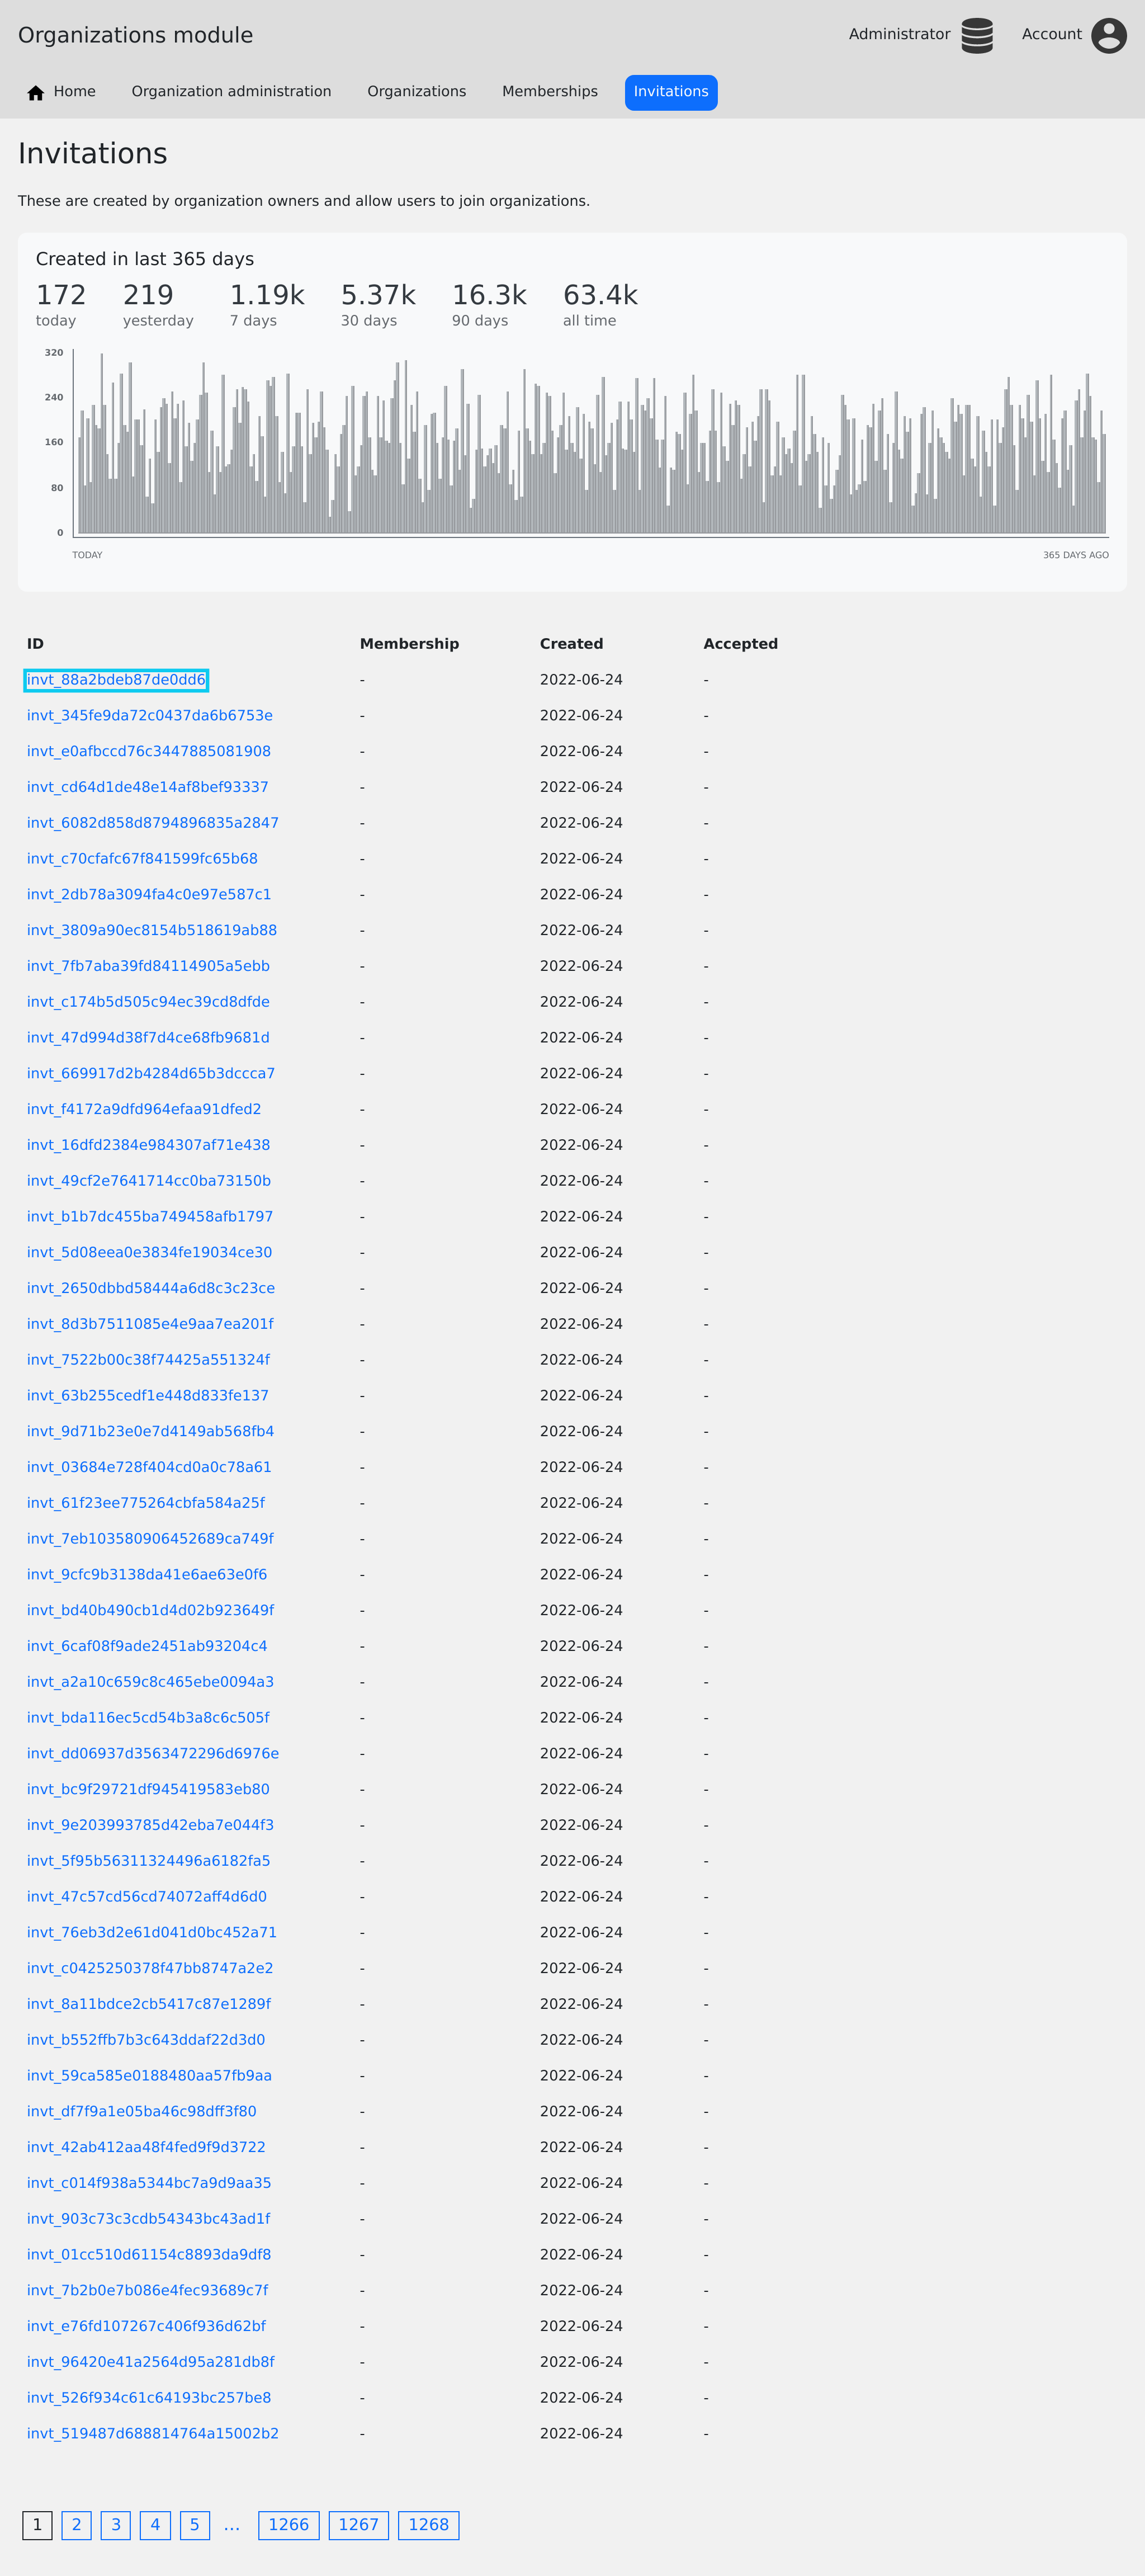 Organizations module
Administrator
Account
Home
Organization administration
Organizations
Memberships
Invitations
Invitations
These are created by organization owners and allow users to join organizations.
Created in last 365 days
172 219 1.19k 5.37k 16.3k 63.4k
today yesterday 7 days 30 days 90 days all time
320
240
160
80
0
TODAY 365 DAYS AGO
ID Membership Created Accepted
invt_88a2bdeb87de0dd6 - 2022-06-24 -
invt_345fe9da72c0437da6b6753e - 2022-06-24 -
invt_e0afbccd76c3447885081908 - 2022-06-24 -
invt_cd64d1de48e14af8bef93337 - 2022-06-24 -
invt_6082d858d8794896835a2847 - 2022-06-24 -
invt_c70cfafc67f841599fc65b68 - 2022-06-24 -
invt_2db78a3094fa4c0e97e587c1 - 2022-06-24 -
invt_3809a90ec8154b518619ab88 - 2022-06-24 -
invt_7fb7aba39fd84114905a5ebb - 2022-06-24 -
invt_c174b5d505c94ec39cd8dfde - 2022-06-24 -
invt_47d994d38f7d4ce68fb9681d - 2022-06-24 -
invt_669917d2b4284d65b3dccca7 - 2022-06-24 -
invt_f4172a9dfd964efaa91dfed2 - 2022-06-24 -
invt_16dfd2384e984307af71e438 - 2022-06-24 -
invt_49cf2e7641714cc0ba73150b - 2022-06-24 -
invt_b1b7dc455ba749458afb1797 - 2022-06-24 -
invt_5d08eea0e3834fe19034ce30 - 2022-06-24 -
invt_2650dbbd58444a6d8c3c23ce - 2022-06-24 -
invt_8d3b7511085e4e9aa7ea201f - 2022-06-24 -
invt_7522b00c38f74425a551324f - 2022-06-24 -
invt_63b255cedf1e448d833fe137 - 2022-06-24 -
invt_9d71b23e0e7d4149ab568fb4 - 2022-06-24 -
invt_03684e728f404cd0a0c78a61 - 2022-06-24 -
invt_61f23ee775264cbfa584a25f - 2022-06-24 -
invt_7eb103580906452689ca749f - 2022-06-24 -
invt_9cfc9b3138da41e6ae63e0f6 - 2022-06-24 -
invt_bd40b490cb1d4d02b923649f - 2022-06-24 -
invt_6caf08f9ade2451ab93204c4 - 2022-06-24 -
invt_a2a10c659c8c465ebe0094a3 - 2022-06-24 -
invt_bda116ec5cd54b3a8c6c505f - 2022-06-24 -
invt_dd06937d3563472296d6976e - 2022-06-24 -
invt_bc9f29721df945419583eb80 - 2022-06-24 -
invt_9e203993785d42eba7e044f3 - 2022-06-24 -
invt_5f95b56311324496a6182fa5 - 2022-06-24 -
invt_47c57cd56cd74072aff4d6d0 - 2022-06-24 -
invt_76eb3d2e61d041d0bc452a71 - 2022-06-24 -
invt_c0425250378f47bb8747a2e2 - 2022-06-24 -
invt_8a11bdce2cb5417c87e1289f - 2022-06-24 -
invt_b552ffb7b3c643ddaf22d3d0 - 2022-06-24 -
invt_59ca585e0188480aa57fb9aa - 2022-06-24 -
invt_df7f9a1e05ba46c98dff3f80 - 2022-06-24 -
invt_42ab412aa48f4fed9f9d3722 - 2022-06-24 -
invt_c014f938a5344bc7a9d9aa35 - 2022-06-24 -
invt_903c73c3cdb54343bc43ad1f - 2022-06-24 -
invt_01cc510d61154c8893da9df8 - 2022-06-24 -
invt_7b2b0e7b086e4fec93689c7f - 2022-06-24 -
invt_e76fd107267c406f936d62bf - 2022-06-24 -
invt_96420e41a2564d95a281db8f - 2022-06-24 -
invt_526f934c61c64193bc257be8 - 2022-06-24 -
invt_519487d688814764a15002b2 - 2022-06-24 -
1 2 3 4 5 … 1266 1267 1268